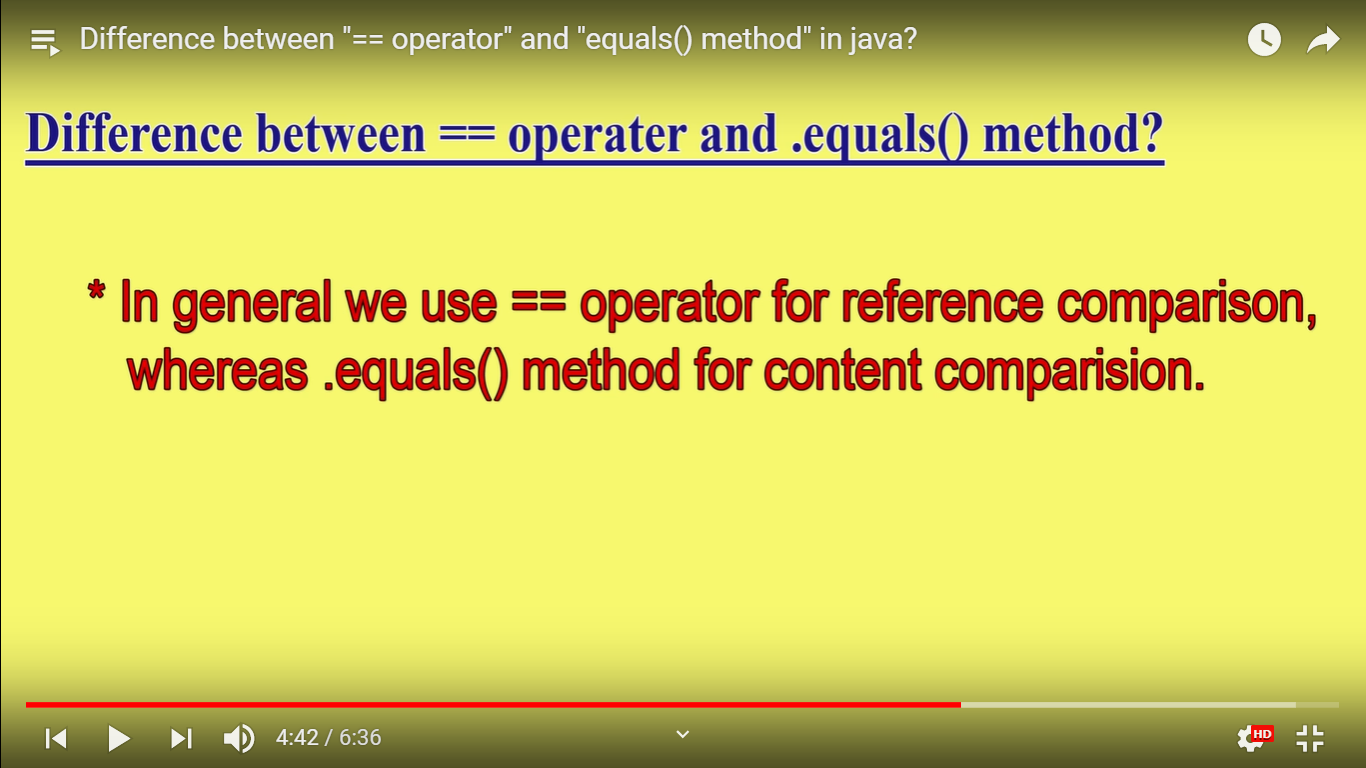 Difference between "== operator" and "equals() method" in java?
Difference between == operater and .equals() method?
* In general we use == operator for reference comparison,
whereas .equals() method for content comparision.
4:42 / 6:36
HD